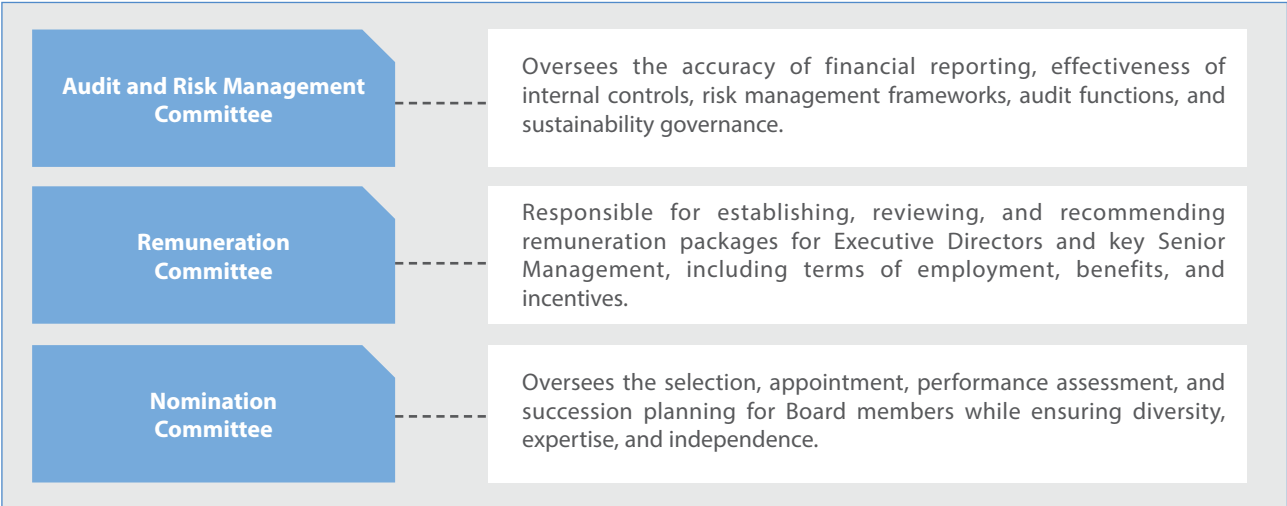 Audit and Risk Management
Committee
Oversees the accuracy of financial reporting, effectiveness of
internal controls, risk management frameworks, audit functions, and
sustainability governance.
Remuneration
Committee
Responsible for establishing, reviewing, and recommending
remuneration packages for Executive Directors and key Senior
Management, including terms of employment, benefits, and
incentives.
Nomination
Committee
Oversees the selection, appointment, performance assessment, and
succession planning for Board members while ensuring diversity,
expertise, and independence.